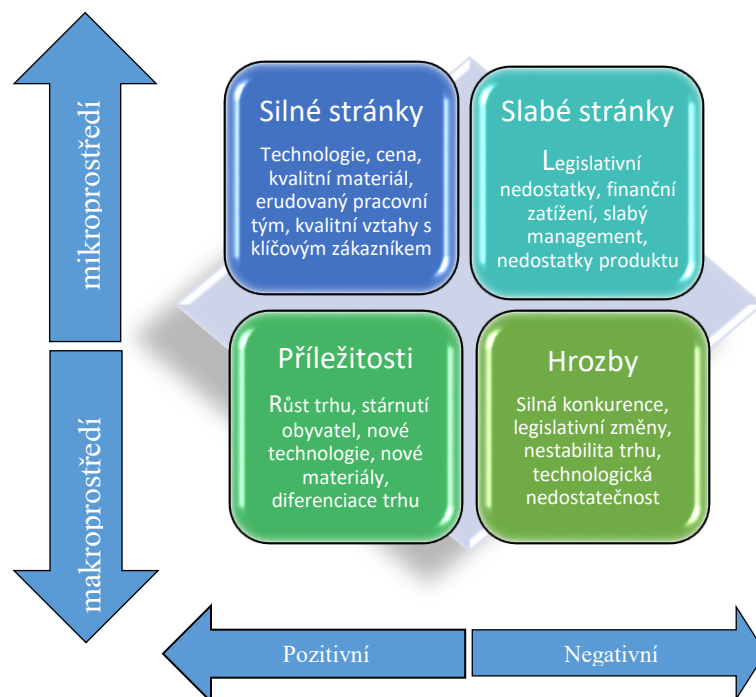 mikroprostředí
Silné stránky
Technologie, cena,
kvalitní materiál,
erudovaný pracovní
tým, kvalitní vztahy s
klíčovým zákazníkem
Slabé stránky
Legislativní
nedostatky, finanční
zatížení, slabý
management,
nedostatky produktu
makroprostředí
Příležitosti
Růst trhu, stárnutí
obyvatel, nové
technologie, nové
materiály,
diferenciace trhu
Hrozby
Silná konkurence,
legislativní změny,
nestabilita trhu,
technologická
nedostatečnost
Pozitivní
Negativní